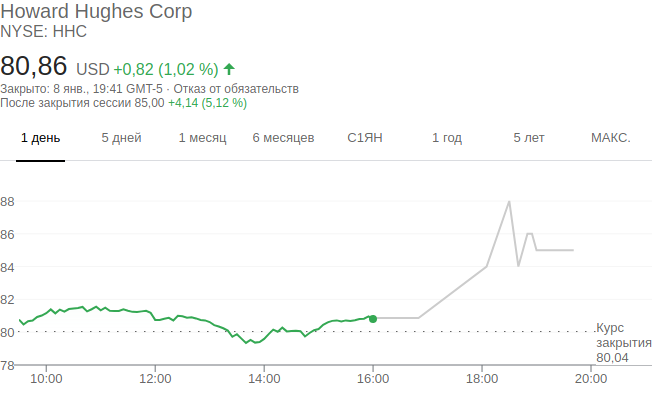 Howard Hughes Corp
NYSE: HHC
80,86 USD +0,82 (1,02 %)
Закрыто: 8 янв., 19:41 GMT-5 · Отказ от обязательств
После закрытия сессии 85,00 +4,14 (5,12 %)
1 день 5 дней 1 месяц 6 месяцев С1ЯН 1 год 5 лет МАКС.
88
86
84
82
80
78
Курс
закрытия
80,04
10:00 12:00 14:00 16:00 18:00 20:00